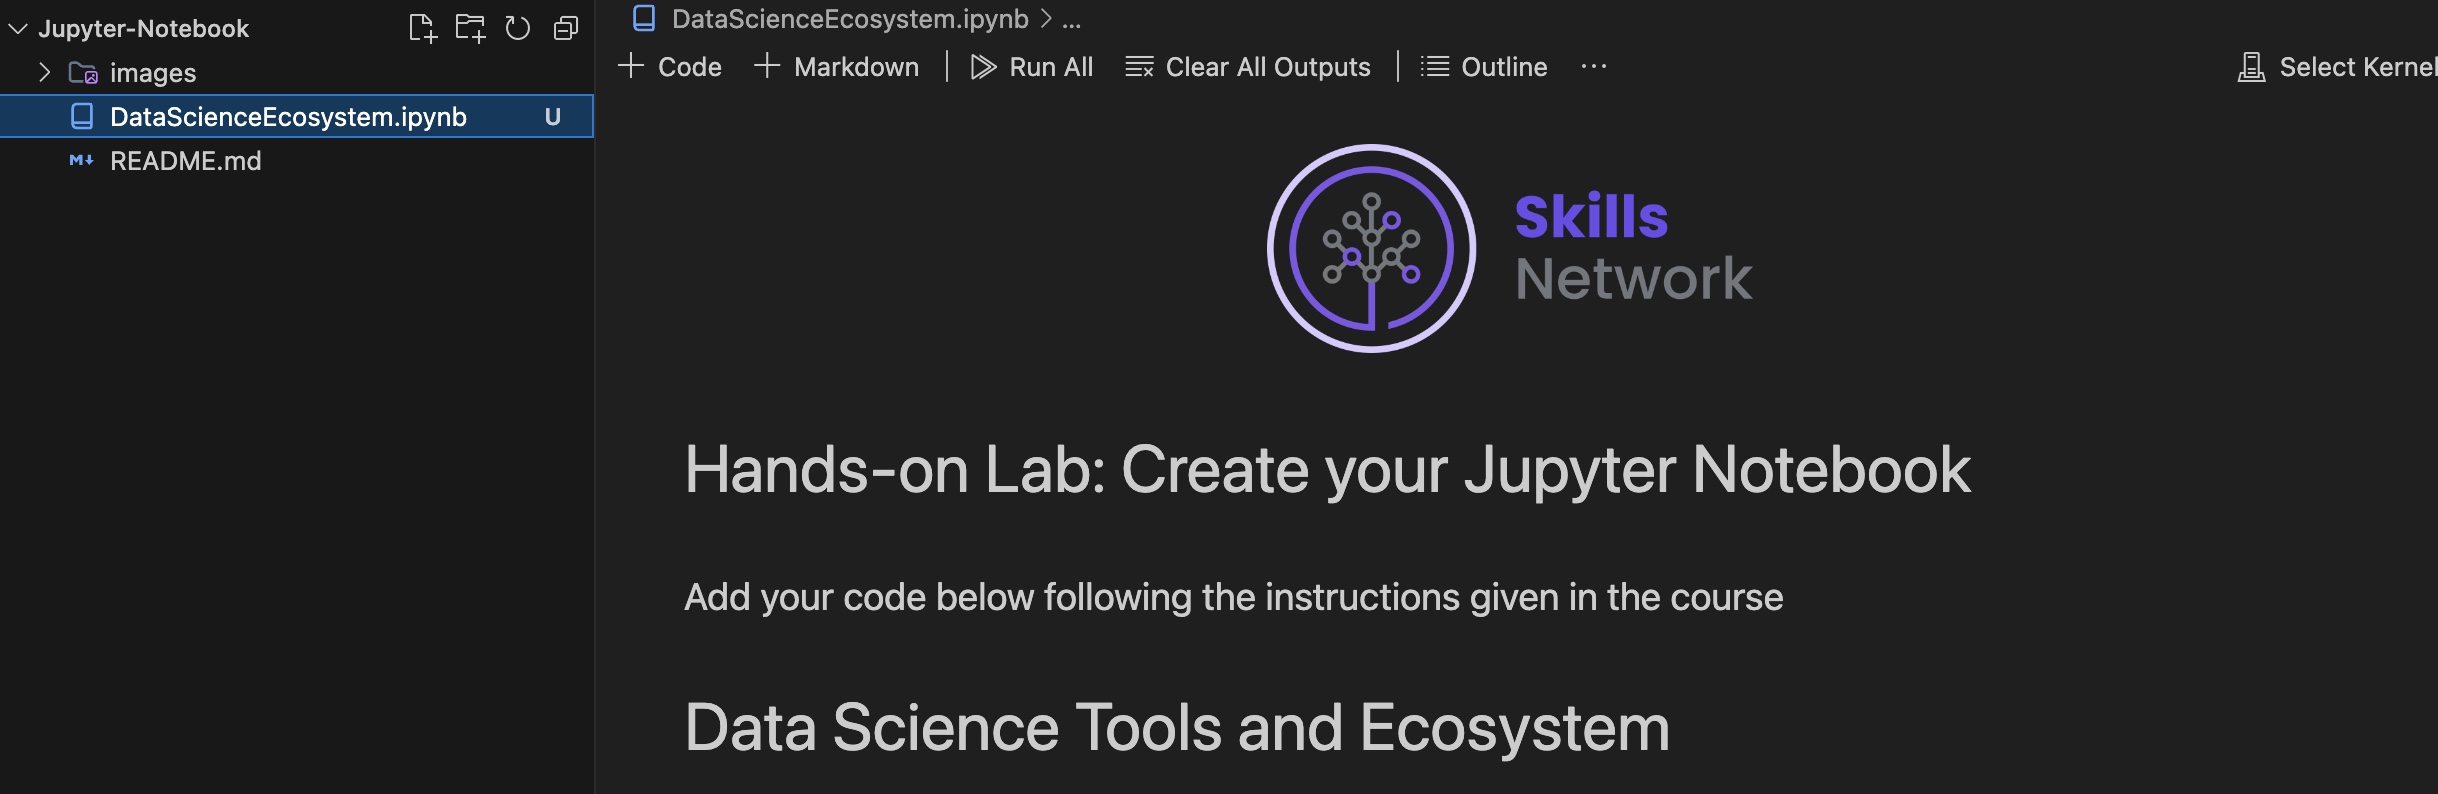 Jupyter-Notebook
images
DataScienceEcosystem.ipynb U
README.md
DataScienceEcosystem.ipynb > ...
Code Markdown Run All Clear All Outputs Outline ... Select Kernel
Skills
Network
Hands-on Lab: Create your Jupyter Notebook
Add your code below following the instructions given in the course
Data Science Tools and Ecosystem